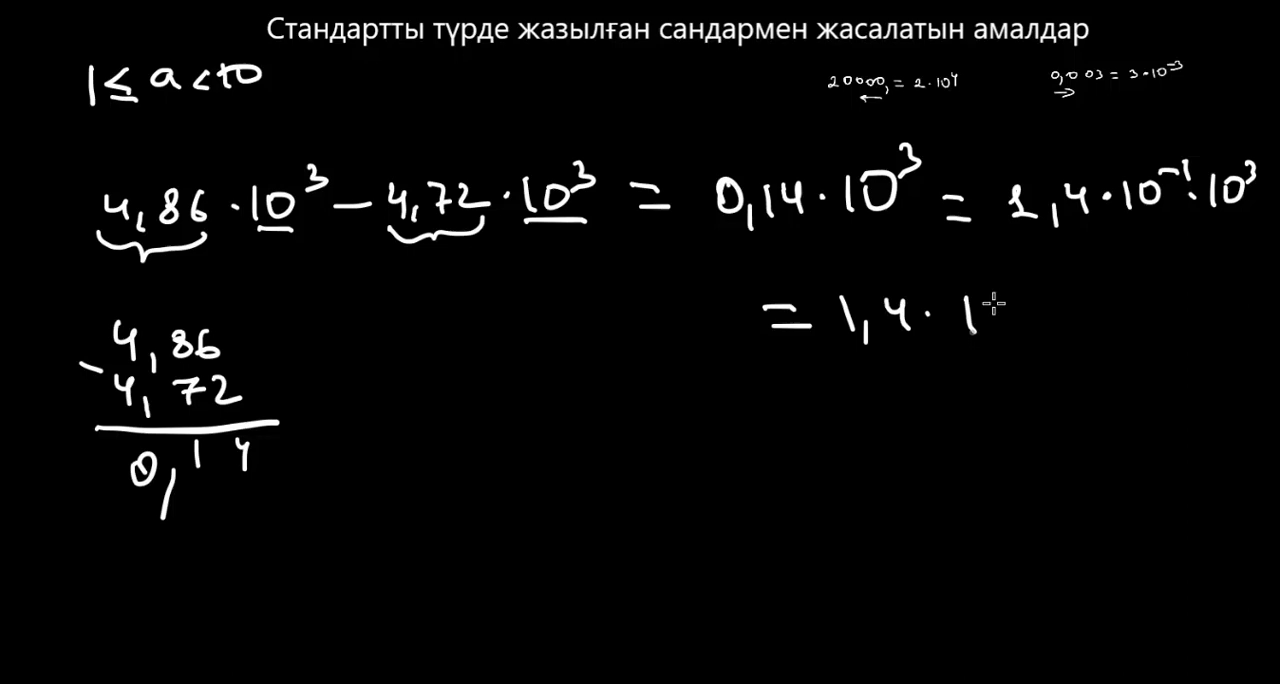 Стандартты түрде жазылған сандармен жасалатын амалдар
1 ≤ a < 10
20000, = 2·10⁴
0,003 = 3·10⁻³
4,86 · 10³ − 4,72 · 10³ = 0,14 · 10³ = 1,4 · 10⁻¹ · 10³
= 1,4 · 1
4,86
− 4,72
0,14